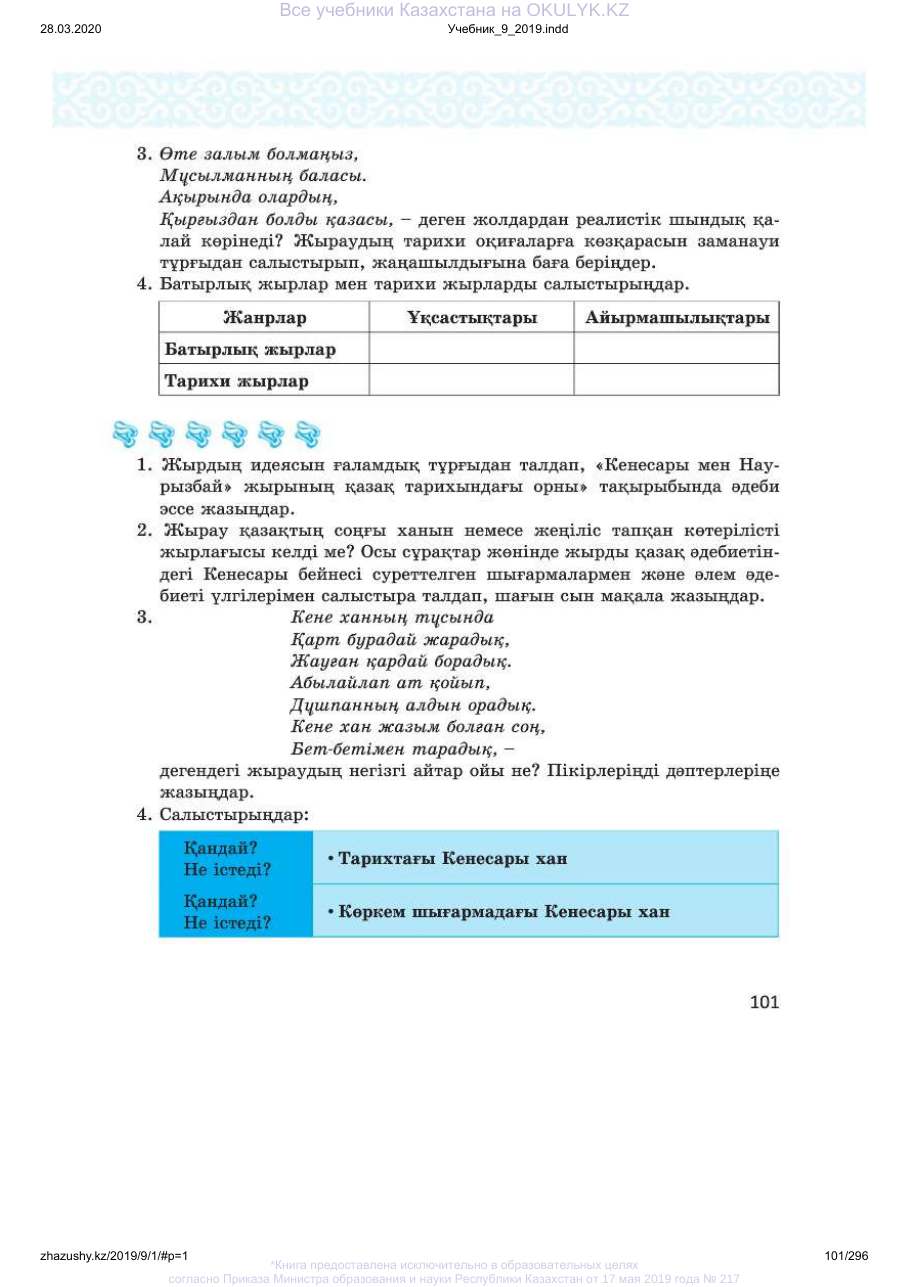 Все учебники Казахстана на OKULYK.KZ
28.03.2020 Учебник_9_2019.indd
3. Өте залым болмаңыз,
Мұсылманның баласы.
Ақырында олардың,
Қырғыздан болды қазасы, – деген жолдардан реалистік шындық қа-
лай көрінеді? Жыраудың тарихи оқиғаларға көзқарасын заманауи
тұрғыдан салыстырып, жаңашылдығына баға беріңдер.
4. Батырлық жырлар мен тарихи жырларды салыстырыңдар.
Жанрлар Ұқсастықтары Айырмашылықтары
Батырлық жырлар
Тарихи жырлар
1. Жырдың идеясын ғаламдық тұрғыдан талдап, «Кенесары мен Нау-
рызбай» жырының қазақ тарихындағы орны» тақырыбында әдеби
эссе жазыңдар.
2. Жырау қазақтың соңғы ханын немесе жеңіліс тапқан көтерілісті
жырлағысы келді ме? Осы сұрақтар жөнінде жырды қазақ әдебиетін-
дегі Кенесары бейнесі суреттелген шығармалармен және әлем әде-
биеті үлгілерімен салыстыра талдап, шағын сын мақала жазыңдар.
3. Кене ханның тұсында
Қарт бурадай жарадық,
Жауған қардай борадық.
Абылайлап ат қойып,
Дұшпанның алдын орадық.
Кене хан жазым болған соң,
Бет-бетімен тарадық, –
дегендегі жыраудың негізгі айтар ойы не? Пікірлеріңді дәптерлеріңе
жазыңдар.
4. Салыстырыңдар:
Қандай?
Не істеді?
• Тарихтағы Кенесары хан
Қандай?
Не істеді?
• Көркем шығармадағы Кенесары хан
101
zhazushy.kz/2019/9/1/#p=1 101/296
*Книга предоставлена исключительно в образовательных целях
согласно Приказа Министра образования и науки Республики Казахстан от 17 мая 2019 года № 217